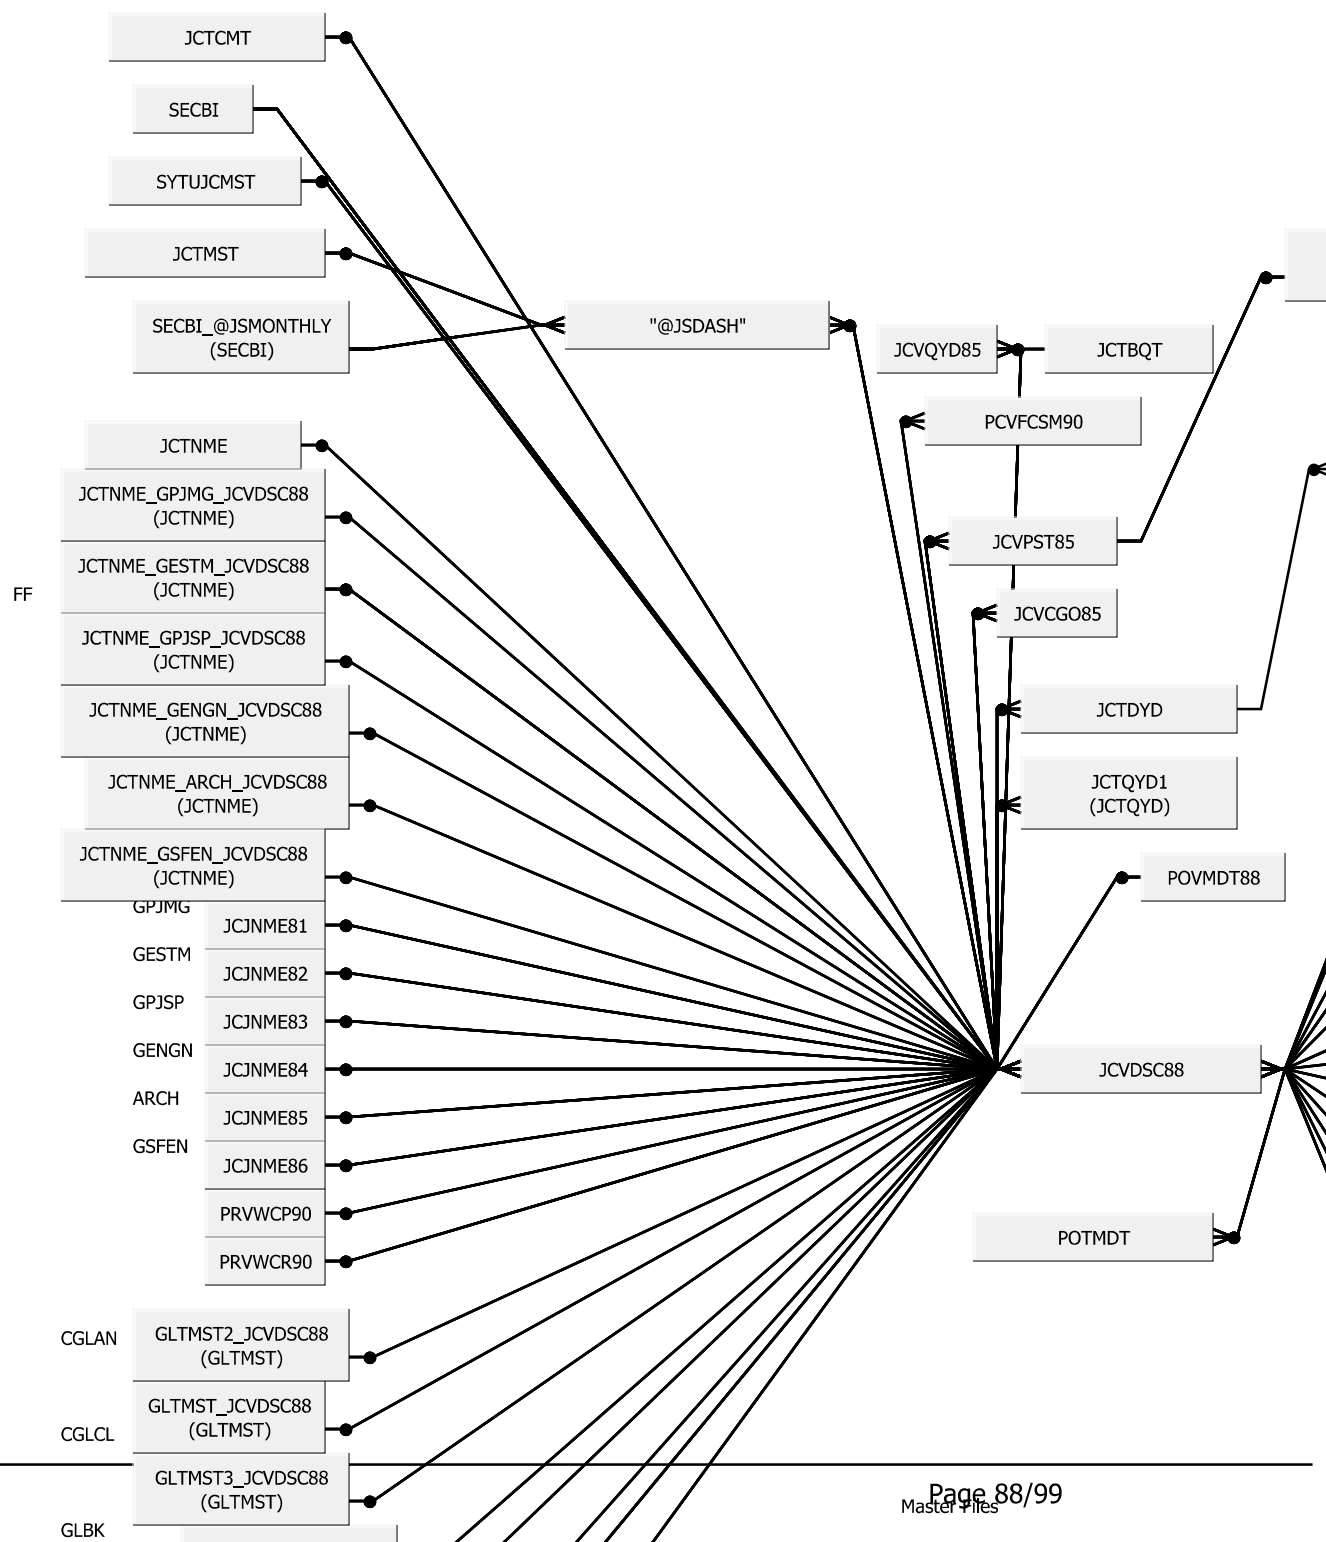 JCTCMT
SECBI
SYTUJCMST
JCTMST
SECBI_@JSMONTHLY
(SECBI)
"@JSDASH"
JCVQYD85
JCTBQT
PCVFCSM90
JCTNME
JCTNME_GPJMG_JCVDSC88
(JCTNME)
JCVPST85
JCTNME_GESTM_JCVDSC88
(JCTNME)
FF
JCVCGO85
JCTNME_GPJSP_JCVDSC88
(JCTNME)
JCTNME_GENGN_JCVDSC88
(JCTNME)
JCTDYD
JCTNME_ARCH_JCVDSC88
(JCTNME)
JCTQYD1
(JCTQYD)
JCTNME_GSFEN_JCVDSC88
(JCTNME)
POVMDT88
GPJMG
JCJNME81
GESTM
JCJNME82
GPJSP
JCJNME83
GENGN
JCJNME84
JCVDSC88
ARCH
JCJNME85
GSFEN
JCJNME86
PRVWCP90
POTMDT
PRVWCR90
CGLAN
GLTMST2_JCVDSC88
(GLTMST)
GLTMST_JCVDSC88
(GLTMST)
CGLCL
GLTMST3_JCVDSC88
(GLTMST)
Page 88/99
Master Files
GLBK